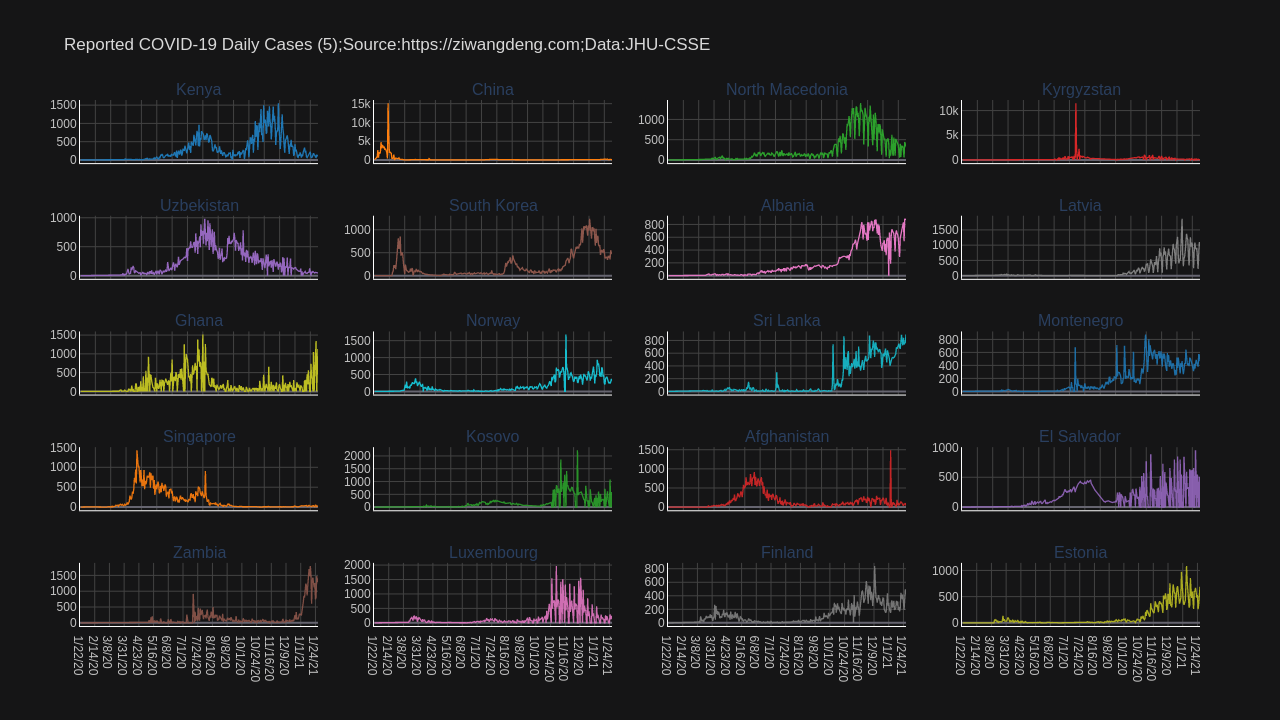 Reported COVID-19 Daily Cases (5);Source:https://ziwangdeng.com;Data:JHU-CSSE
Kenya
1500
1000
500
0
China
15k
10k
5k
0
North Macedonia
1000
500
0
Kyrgyzstan
10k
5k
0
Uzbekistan
1000
500
0
South Korea
1000
500
0
Albania
800
600
400
200
0
Latvia
1500
1000
500
0
Ghana
1500
1000
500
0
Norway
1500
1000
500
0
Sri Lanka
800
600
400
200
0
Montenegro
800
600
400
200
0
Singapore
1500
1000
500
0
Kosovo
2000
1500
1000
500
0
Afghanistan
1500
1000
500
0
El Salvador
1000
500
0
Zambia
1500
1000
500
0
1/22/20 2/14/20 3/8/20 3/31/20 4/23/20 5/16/20 6/8/20 7/1/20 7/24/20 8/16/20 9/8/20 10/1/20 10/24/20 11/16/20 12/9/20 1/1/21 1/24/21
Luxembourg
2000
1500
1000
500
0
1/22/20 2/14/20 3/8/20 3/31/20 4/23/20 5/16/20 6/8/20 7/1/20 7/24/20 8/16/20 9/8/20 10/1/20 10/24/20 11/16/20 12/9/20 1/1/21 1/24/21
Finland
800
600
400
200
0
1/22/20 2/14/20 3/8/20 3/31/20 4/23/20 5/16/20 6/8/20 7/1/20 7/24/20 8/16/20 9/8/20 10/1/20 10/24/20 11/16/20 12/9/20 1/1/21 1/24/21
Estonia
1000
500
0
1/22/20 2/14/20 3/8/20 3/31/20 4/23/20 5/16/20 6/8/20 7/1/20 7/24/20 8/16/20 9/8/20 10/1/20 10/24/20 11/16/20 12/9/20 1/1/21 1/24/21